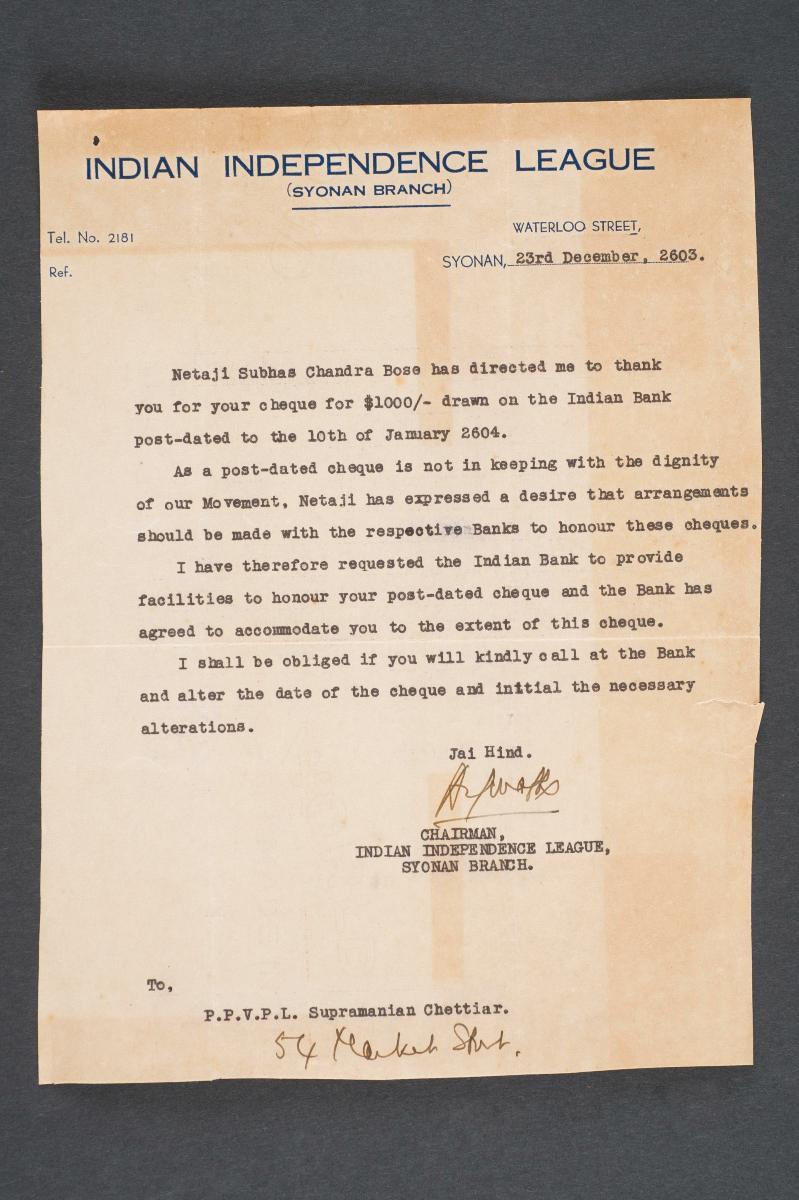 INDIAN INDEPENDENCE LEAGUE
(SYONAN BRANCH)
Tel. No. 2181
WATERLOO STREET,
Ref.
SYONAN, 23rd December, 2603.
Netaji Subhas Chandra Bose has directed me to thank
you for your cheque for $1000/- drawn on the Indian Bank
post-dated to the 10th of January 2604.
As a post-dated cheque is not in keeping with the dignity
of our Movement, Netaji has expressed a desire that arrangements
should be made with the respective Banks to honour these cheques.
I have therefore requested the Indian Bank to provide
facilities to honour your post-dated cheque and the Bank has
agreed to accommodate you to the extent of this cheque.
I shall be obliged if you will kindly call at the Bank
and alter the date of the cheque and initial the necessary
alterations.
Jai Hind.
CHAIRMAN,
INDIAN INDEPENDENCE LEAGUE,
SYONAN BRANCH.
To,
P.P.V.P.L. Supramanian Chettiar.
54 Market